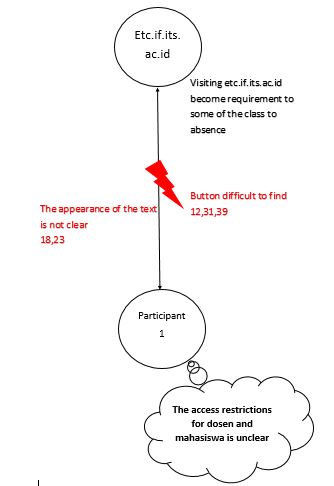 Etc.if.its.
ac.id
Visiting etc.if.its.ac.id
become requirement to
some of the class to
absence
Button difficult to find
12,31,39
The appearance of the text
is not clear
18,23
Participant
1
The access restrictions
for dosen and
mahasiswa is unclear